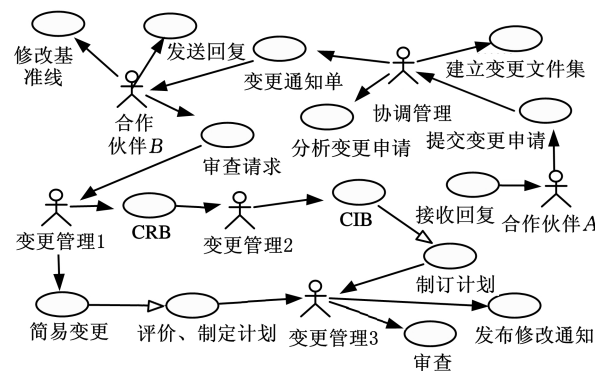 修改基
准线
发送回复
变更通知单
建立变更文件集
合作
伙伴B
协调管理
分析变更申请
提交变更申请
审查请求
接收回复
合作伙伴A
变更管理1
CRB
变更管理2
CIB
制订计划
简易变更
评价、制定计划
变更管理3
发布修改通知
审查